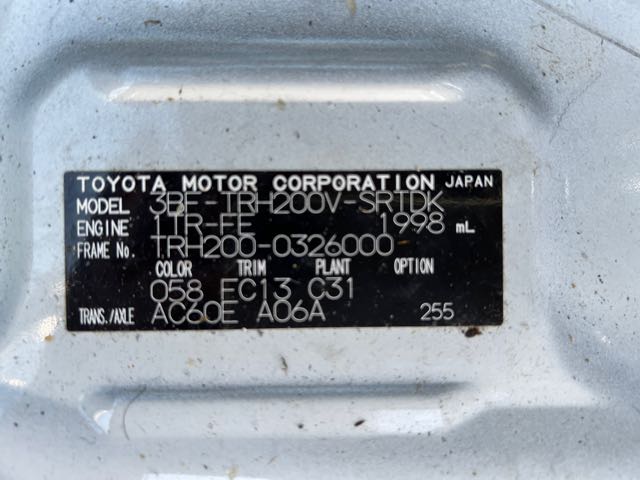 TOYOTA MOTOR CORPORATION JAPAN
MODEL 3BF-TRH200V-SRTDK
ENGINE 1TR-FE 1998 mL
FRAME No. TRH200-0326000
COLOR TRIM PLANT OPTION
058 EC13 C31
TRANS./AXLE AC60E A06A 255